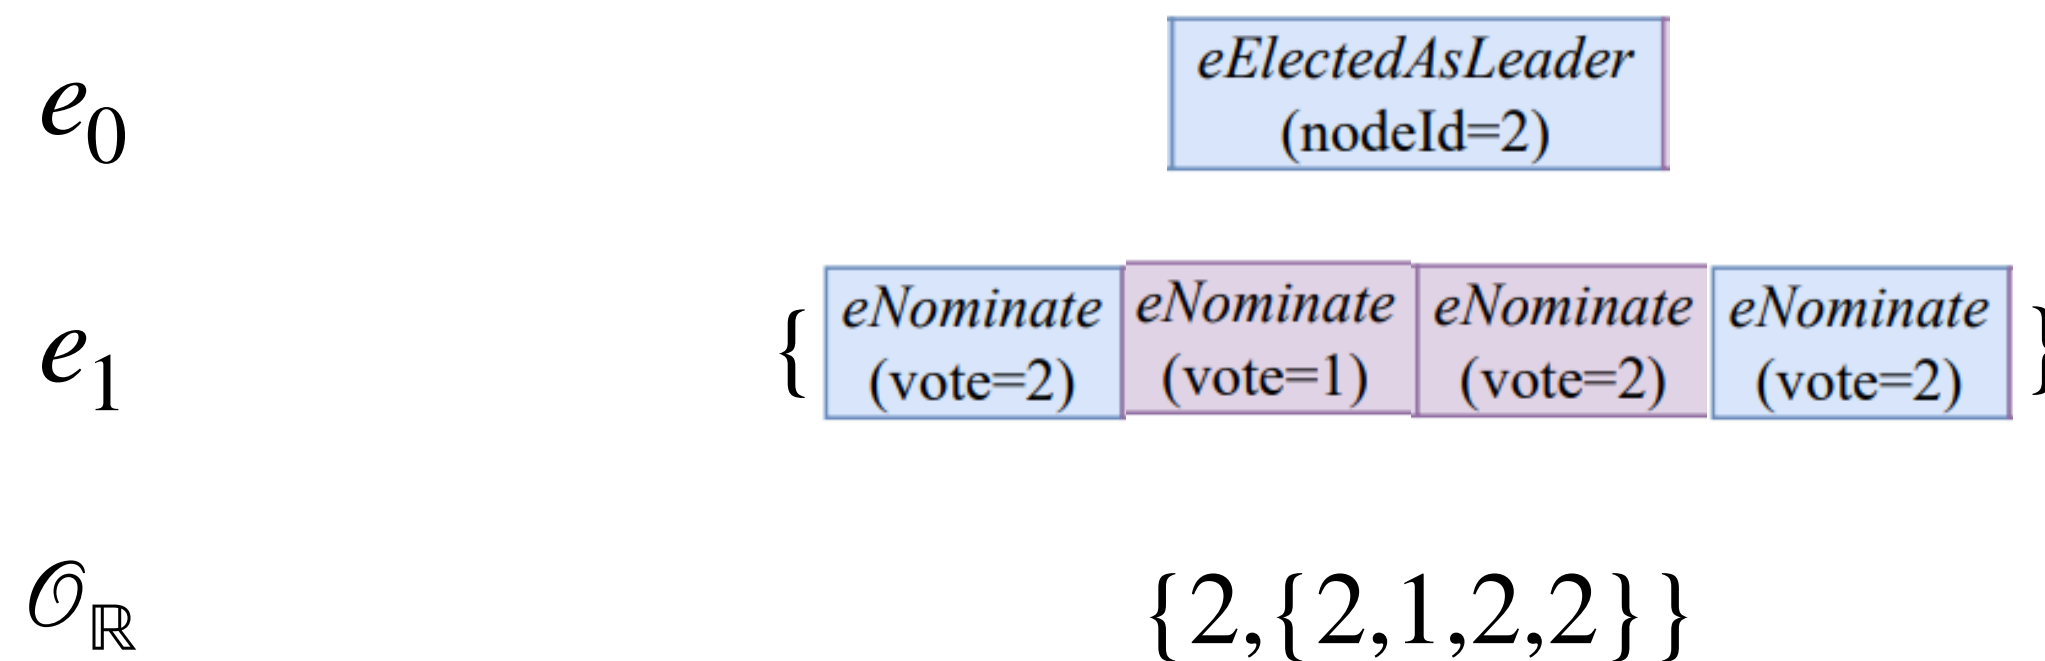 e₀ eElectedAsLeader
(nodeId=2)
e₁ { eNominate eNominate eNominate eNominate }
(vote=2) (vote=1) (vote=2) (vote=2)
𝒪ℝ {2,{2,1,2,2}}